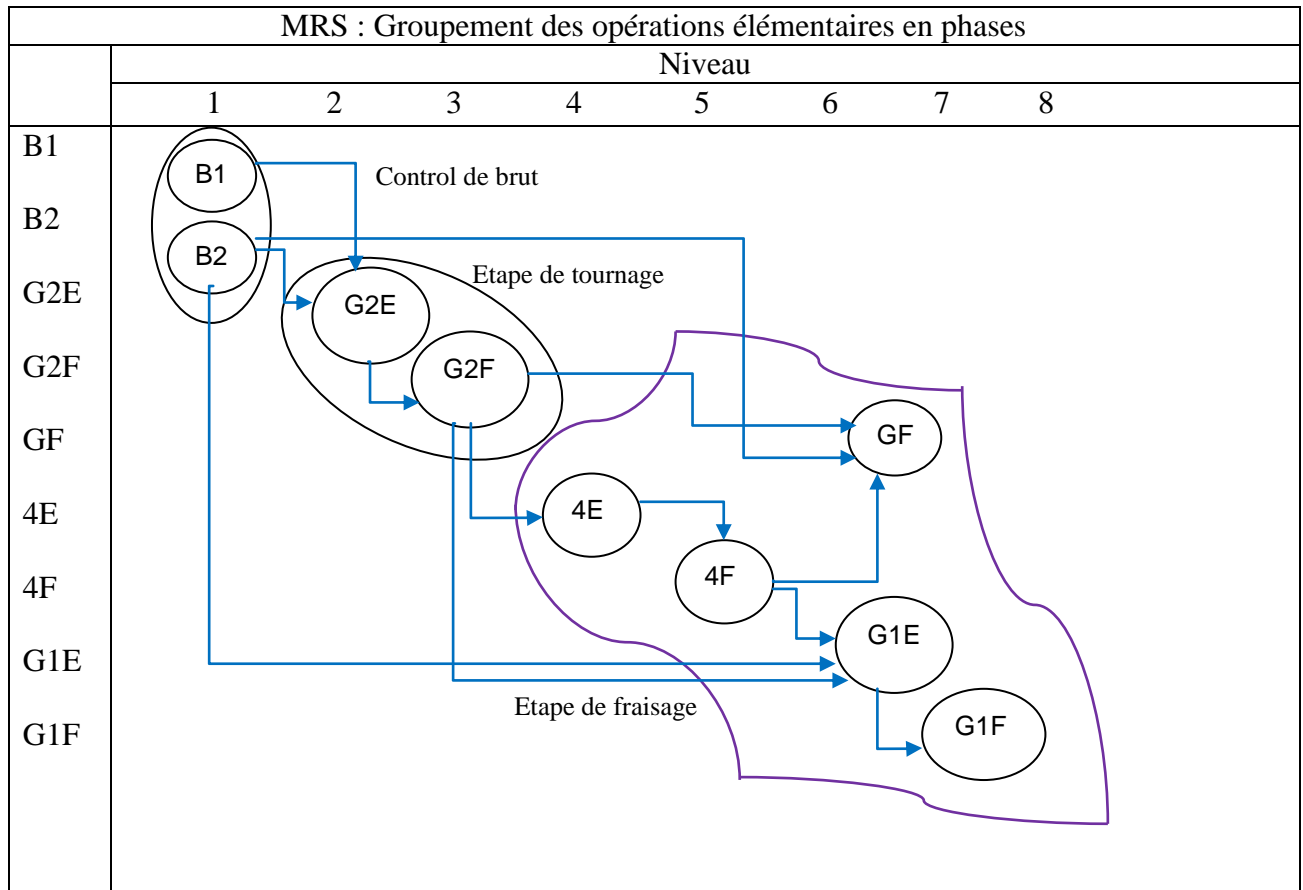 MRS : Groupement des opérations élémentaires en phases
Niveau
1 2 3 4 5 6 7 8
B1
B1
Control de brut
B2
B2
Etape de tournage
G2E
G2E
G2F
G2F
GF
GF
4E
4E
4F
4F
G1E
G1E
Etape de fraisage
G1F
G1F